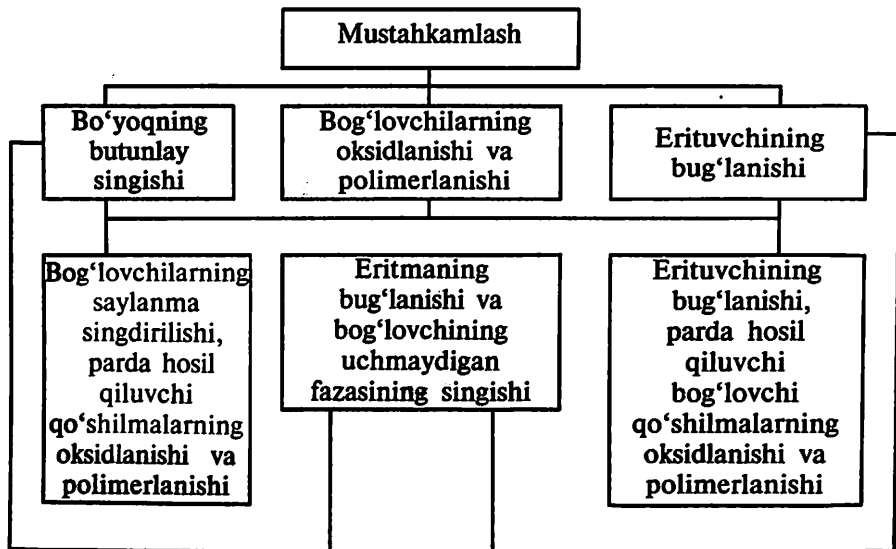 Mustahkamlash
Bo‘yoqning
butunlay
singishi
Bog‘lovchilarning
oksidlanishi va
polimerlanishi
Erituvchining
bug‘lanishi
Bog‘lovchilarning
saylanma
singdirilishi,
parda hosil
qiluvchi
qo‘shilmalarning
oksidlanishi va
polimerlanishi
Eritmaning
bug‘lanishi va
bog‘lovchining
uchmaydigan
fazasining singishi
Erituvchining
bug‘lanishi,
parda hosil
qiluvchi
bog‘lovchi
qo‘shilmalarning
oksidlanishi va
polimerlanishi